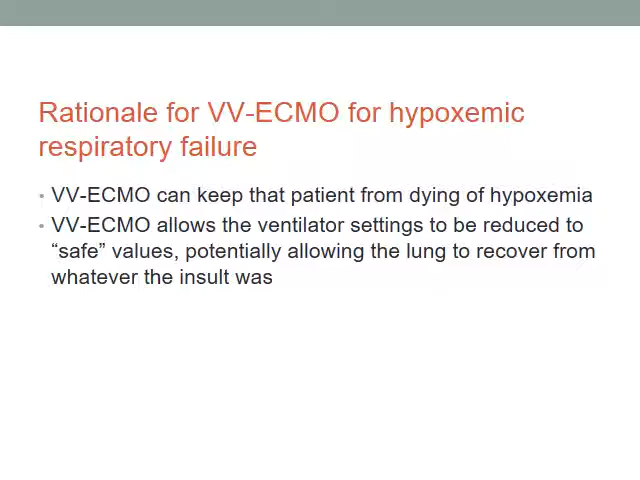 Rationale for VV-ECMO for hypoxemic
respiratory failure
• VV-ECMO can keep that patient from dying of hypoxemia
• VV-ECMO allows the ventilator settings to be reduced to
“safe” values, potentially allowing the lung to recover from
whatever the insult was